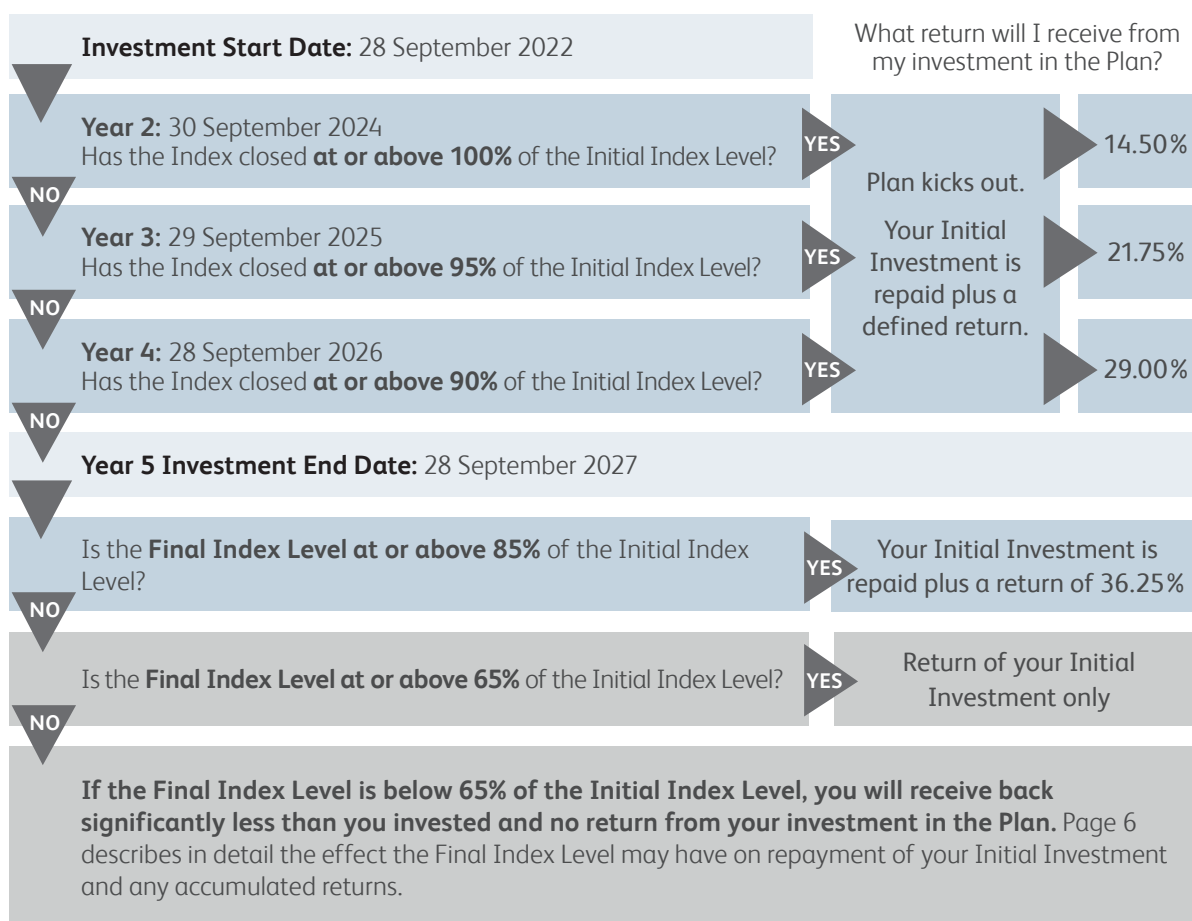 Investment Start Date: 28 September 2022
What return will I receive from
my investment in the Plan?
Year 2: 30 September 2024
Has the Index closed at or above 100% of the Initial Index Level?
YES
14.50%
NO
Year 3: 29 September 2025
Has the Index closed at or above 95% of the Initial Index Level?
YES
21.75%
Plan kicks out.
Your Initial
Investment is
repaid plus a
defined return.
NO
Year 4: 28 September 2026
Has the Index closed at or above 90% of the Initial Index Level?
YES
29.00%
NO
Year 5 Investment End Date: 28 September 2027
Is the Final Index Level at or above 85% of the Initial Index
Level?
YES
Your Initial Investment is
repaid plus a return of 36.25%
NO
Is the Final Index Level at or above 65% of the Initial Index Level?
YES
Return of your Initial
Investment only
NO
If the Final Index Level is below 65% of the Initial Index Level, you will receive back
significantly less than you invested and no return from your investment in the Plan. Page 6
describes in detail the effect the Final Index Level may have on repayment of your Initial Investment
and any accumulated returns.